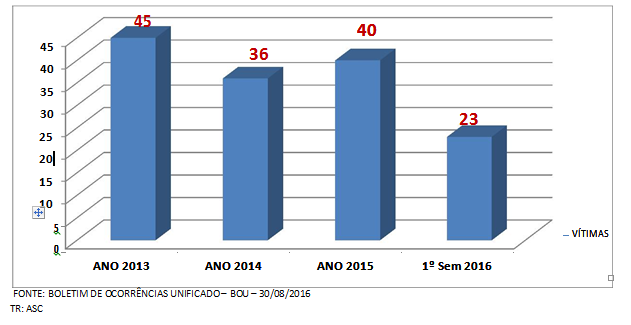 45
36
40
23
45
40
35
30
25
20
15
10
5
0
ANO 2013
ANO 2014
ANO 2015
1º Sem 2016
VÍTIMAS
FONTE: BOLETIM DE OCORRÊNCIAS UNIFICADO– BOU – 30/08/2016
TR: ASC